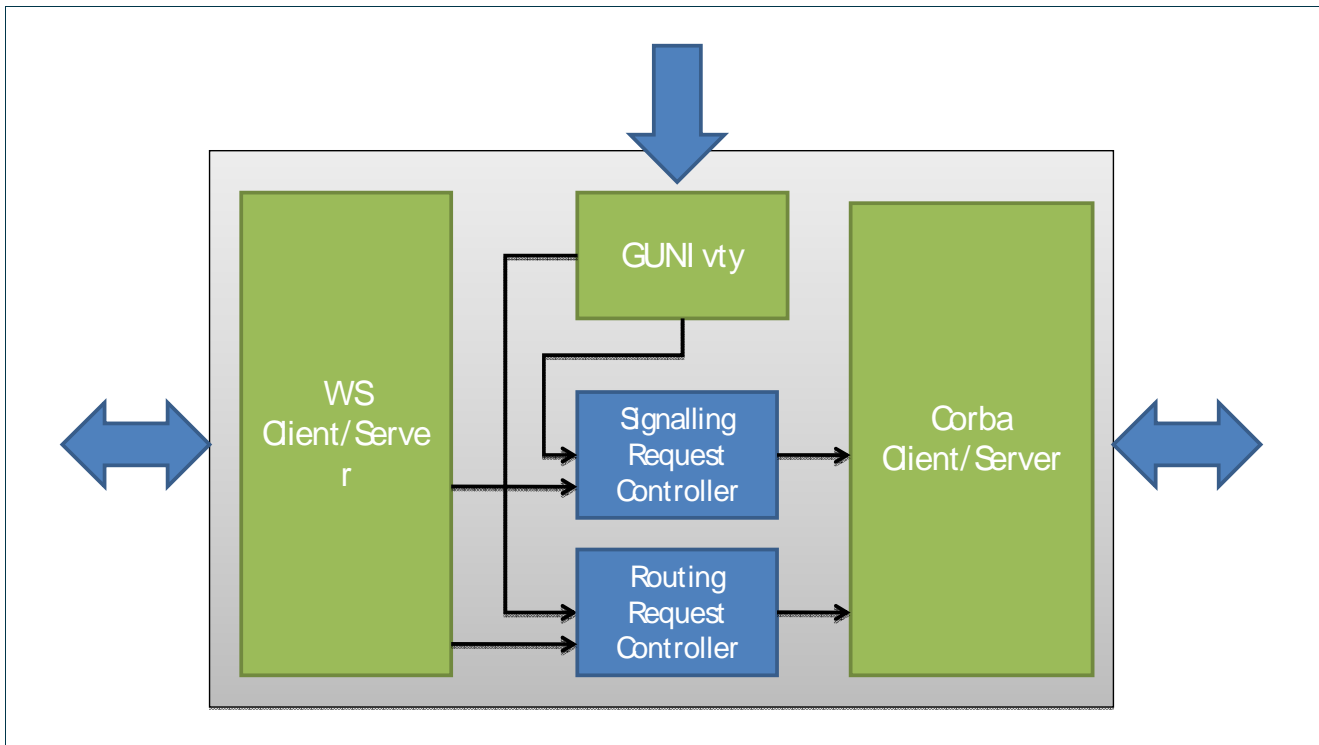 GUNI vty
WS
Client/Serve
r
Signalling
Request
Controller
Corba
Client/Server
Routing
Request
Controller